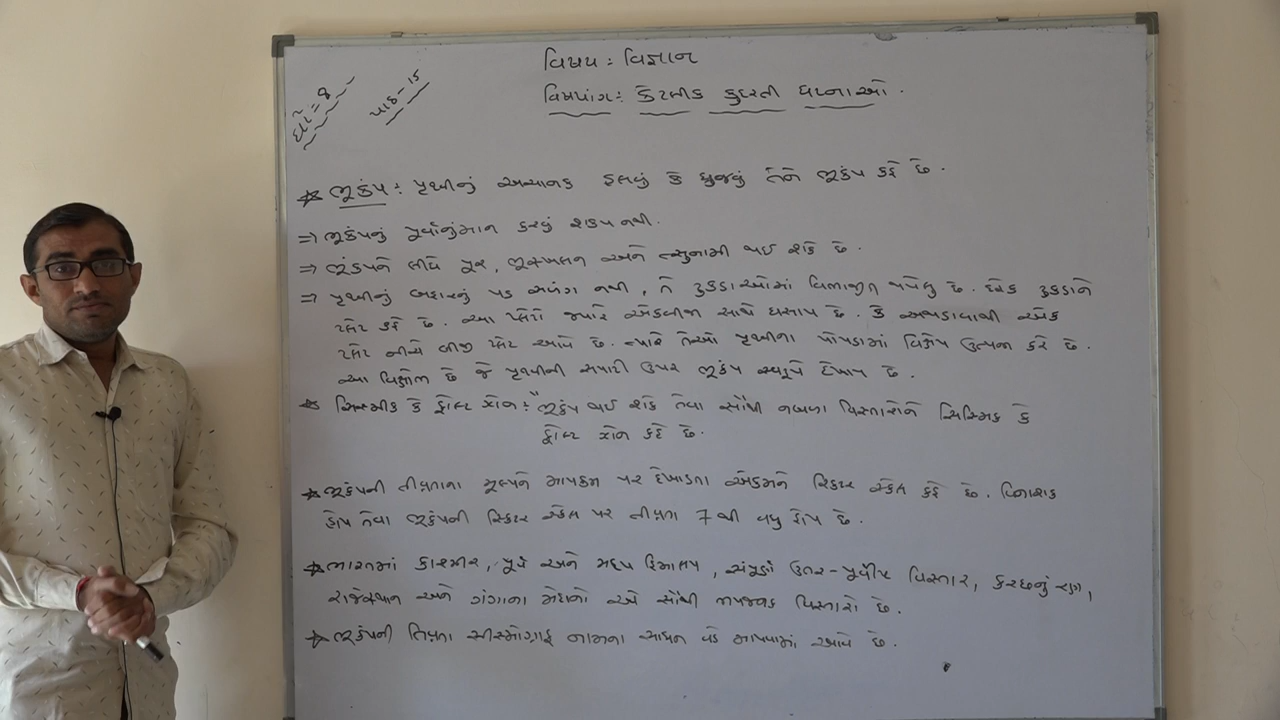 વિષય : વિજ્ઞાન
ધોરણ = 8
પાઠ - 15
વિષયાંગ : કેટલીક કુદરતી ઘટનાઓ .
ભૂકંપ : પૃથ્વીનું અચાનક હલવું કે ધ્રુજવું તેને ભૂકંપ કહે છે .
⇒ ભૂકંપનું પૂર્વાનુંમાન કરવું શક્ય નથી .
⇒ ભૂંકંપને લીધે પૂર , ભૂસ્ખલન અને ત્સુનામી થઈ શકે છે .
⇒ પૃથ્વીનું બહારનું પડ સળંગ નથી , તે ટુકડાઓમાં વિભાજીત થયેલુ છે . દરેક ટુકડાને
પ્લેટ કહે છે . આ પ્લેટો જ્યારે એકબીજા સાથે ઘસાય છે . કે અથડાવાથી એક
પ્લેટ નીચે બીજી પ્લેટ આવે છે . ત્યારે તેઓ પૃથ્વીના પોપડામાં વિક્ષેપ ઉત્પન્ન કરે છે .
આ વિક્ષોભ છે જે પૃથ્વીની સપાટી ઉપર ભૂકંપ સ્વરૂપે દેખાય છે .
સિસ્મીક કે ફોલ્ટ ઝોન : " ભૂકંપ થઈ શકે તેવા સૌથી નબળા વિસ્તારોને સિસ્મિક કે
ફોલ્ટ ઝોન કહે છે .
ભૂકંપની તીવ્રતાના મૂલ્યને માપક્રમ પર દેખાડતા એકમને રિક્ટર સ્કેલ કહે છે . વિનાશક
હોય તેવા ભૂકંપની રિક્ટર સ્કેલ પર તીવ્રતા 7 થી વધુ હોય છે .
ભારતમાં કાશ્મીર , પૂર્વ અને મધ્ય હિમાલય , સંપૂર્ણ ઉત્તર-પૂર્વીય વિસ્તાર , કચ્છનું રણ ,
રાજેસ્થાન અને ગંગાના મેદાનો એ સૌથી ભયજનક વિસ્તારો છે .
ભૂકંપની તિવ્રતા સીસ્મોગ્રાફ નામના સાધન વડે માપવામાં આવે છે .